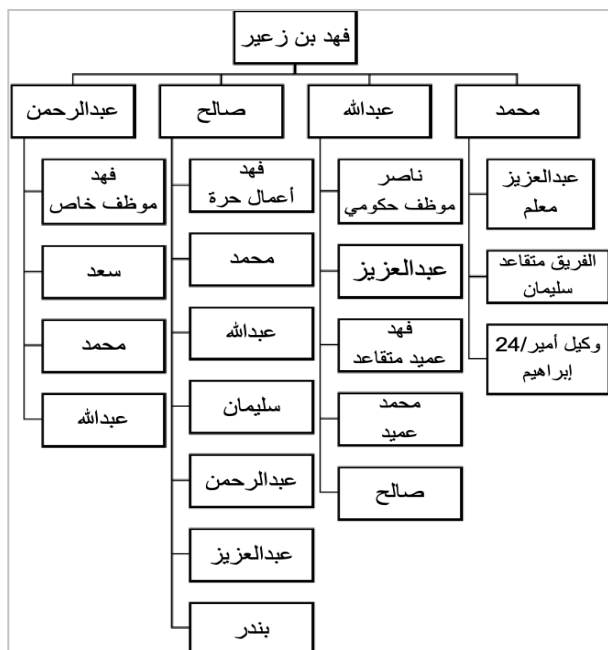 فهد بن زعير
محمد
عبدالله
صالح
عبدالرحمن
عبدالعزيز
معلم
الفريق متقاعد
سليمان
وكيل أمير/24
إبراهيم
ناصر
موظف حكومي
عبدالعزيز
فهد
عميد متقاعد
محمد
عميد
صالح
فهد
أعمال حرة
محمد
عبدالله
سليمان
عبدالرحمن
عبدالعزيز
بندر
فهد
موظف خاص
سعد
محمد
عبدالله